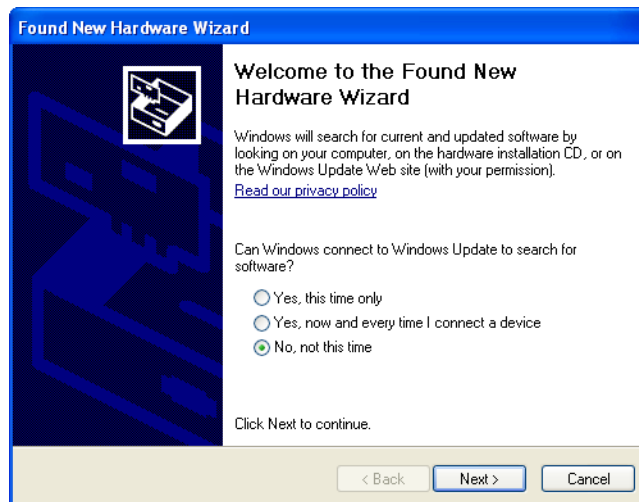 Found New Hardware Wizard
Welcome to the Found New
Hardware Wizard
Windows will search for current and updated software by
looking on your computer, on the hardware installation CD, or on
the Windows Update Web site (with your permission).
Read our privacy policy
Can Windows connect to Windows Update to search for
software?
Yes, this time only
Yes, now and every time I connect a device
No, not this time
Click Next to continue.
< Back
Next >
Cancel